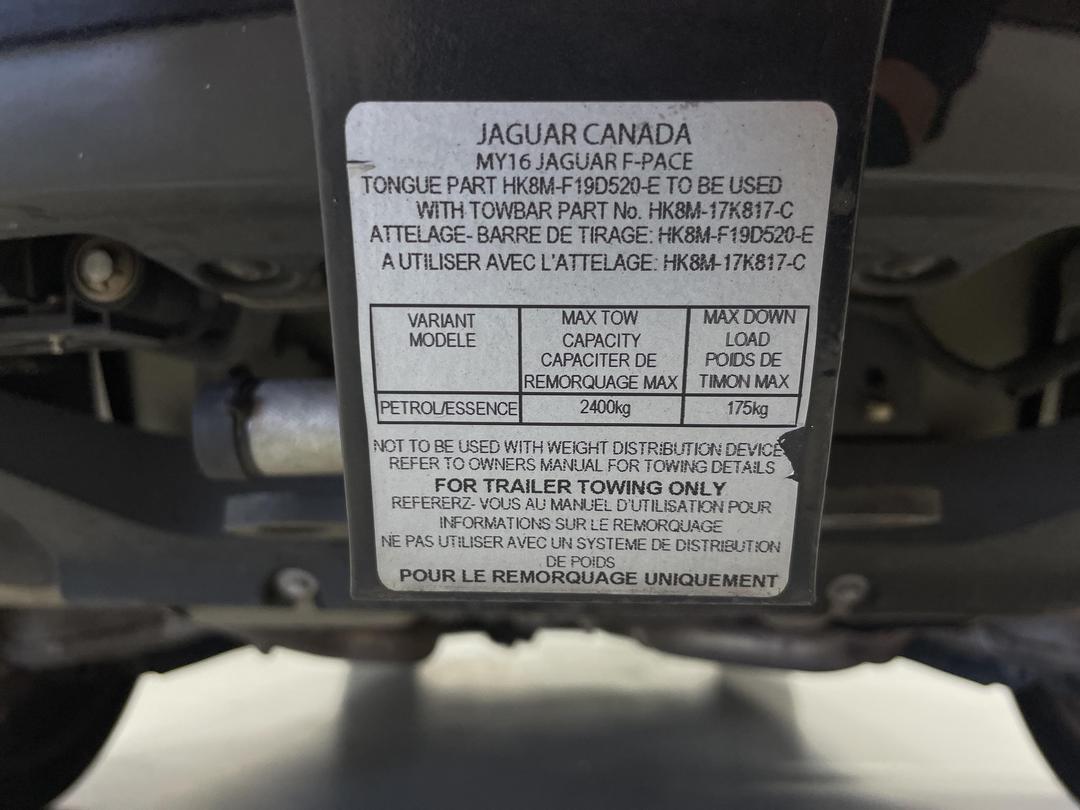 JAGUAR CANADA
MY16 JAGUAR F-PACE
TONGUE PART HK8M-F19D520-E TO BE USED
WITH TOWBAR PART No. HK8M-17K817-C
ATTELAGE- BARRE DE TIRAGE: HK8M-F19D520-E
A UTILISER AVEC L'ATTELAGE: HK8M-17K817-C
VARIANT
MODELE
MAX TOW
CAPACITY
CAPACITER DE
REMORQUAGE MAX
MAX DOWN
LOAD
POIDS DE
TIMON MAX
PETROL/ESSENCE 2400kg 175kg
NOT TO BE USED WITH WEIGHT DISTRIBUTION DEVICE
REFER TO OWNERS MANUAL FOR TOWING DETAILS
FOR TRAILER TOWING ONLY
REFERERZ- VOUS AU MANUEL D'UTILISATION POUR
INFORMATIONS SUR LE REMORQUAGE
NE PAS UTILISER AVEC UN SYSTEME DE DISTRIBUTION
DE POIDS
POUR LE REMORQUAGE UNIQUEMENT